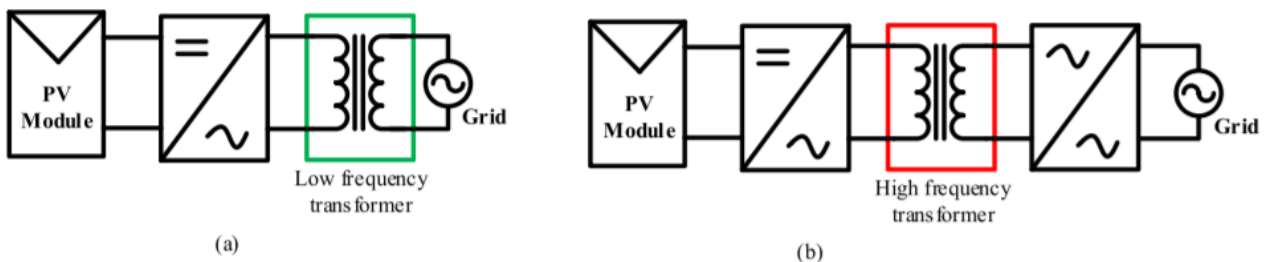 PV
Module
Grid
Low frequency
transformer
(a)
PV
Module
Grid
High frequency
transformer
(b)